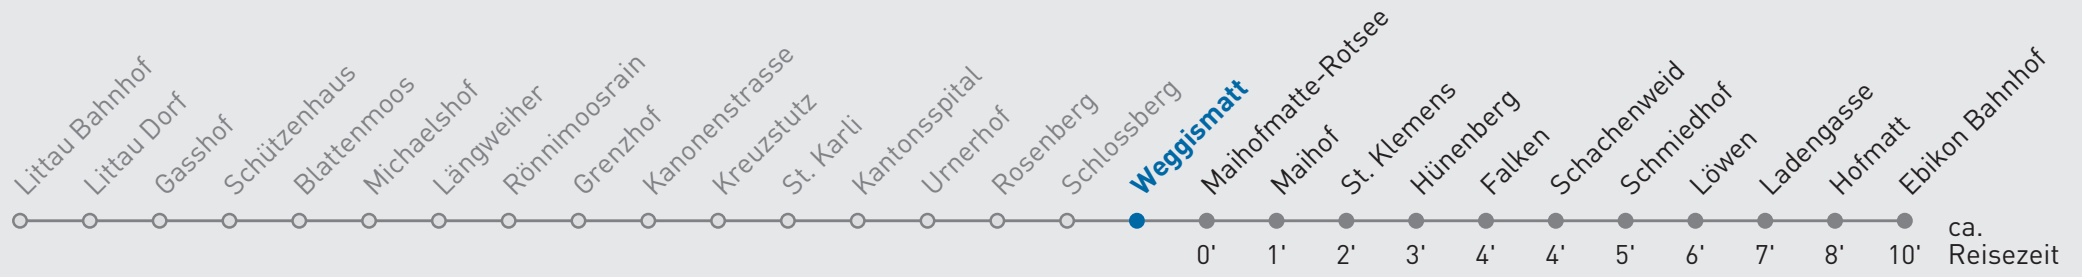 Littau Bahnhof
Littau Dorf
Gasshof
Schützenhaus
Blattenmoos
Michaelshof
Längweiher
Rönnimoosrain
Grenzhof
Kanonenstrasse
Kreuzstutz
St. Karli
Kantonsspital
Urnerhof
Rosenberg
Schlossberg
Weggismatt
Maihofmatte-Rotsee
Maihof
St. Klemens
Hünenberg
Falken
Schachenweid
Schmiedhof
Löwen
Ladengasse
Hofmatt
Ebikon Bahnhof
ca.
0' 1' 2' 3' 4' 4' 5' 6' 7' 8' 10' Reisezeit